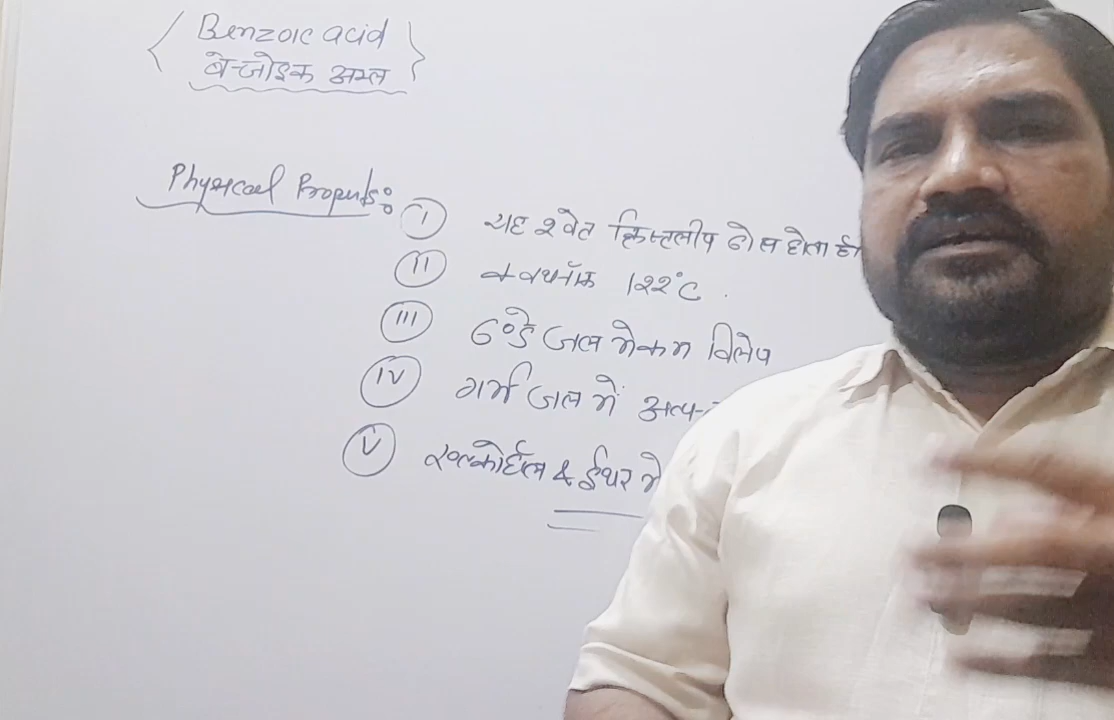 Benzoic acid
बेन्जोइक अम्ल
Physical Properts:
I यह श्वेत क्रिस्टलीय ठोस होता है।
II क्वथनांक 122°C.
III ठण्डे जल में कम विलेय
IV गर्म जल में अत्य
V एल्कोहॉल & ईथर में